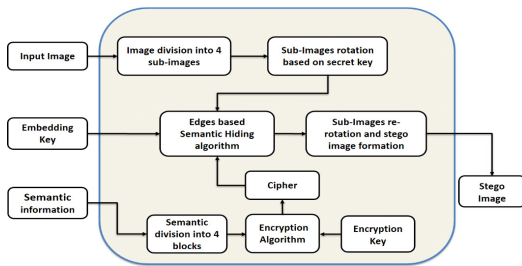 Input Image
Image division into 4
sub-images
Sub-Images rotation
based on secret key
Embedding
Key
Edges based
Semantic Hiding
algorithm
Sub-Images re-
rotation and stego
image formation
Cipher
Stego
Image
Semantic
information
Semantic
division into 4
blocks
Encryption
Algorithm
Encryption
Key